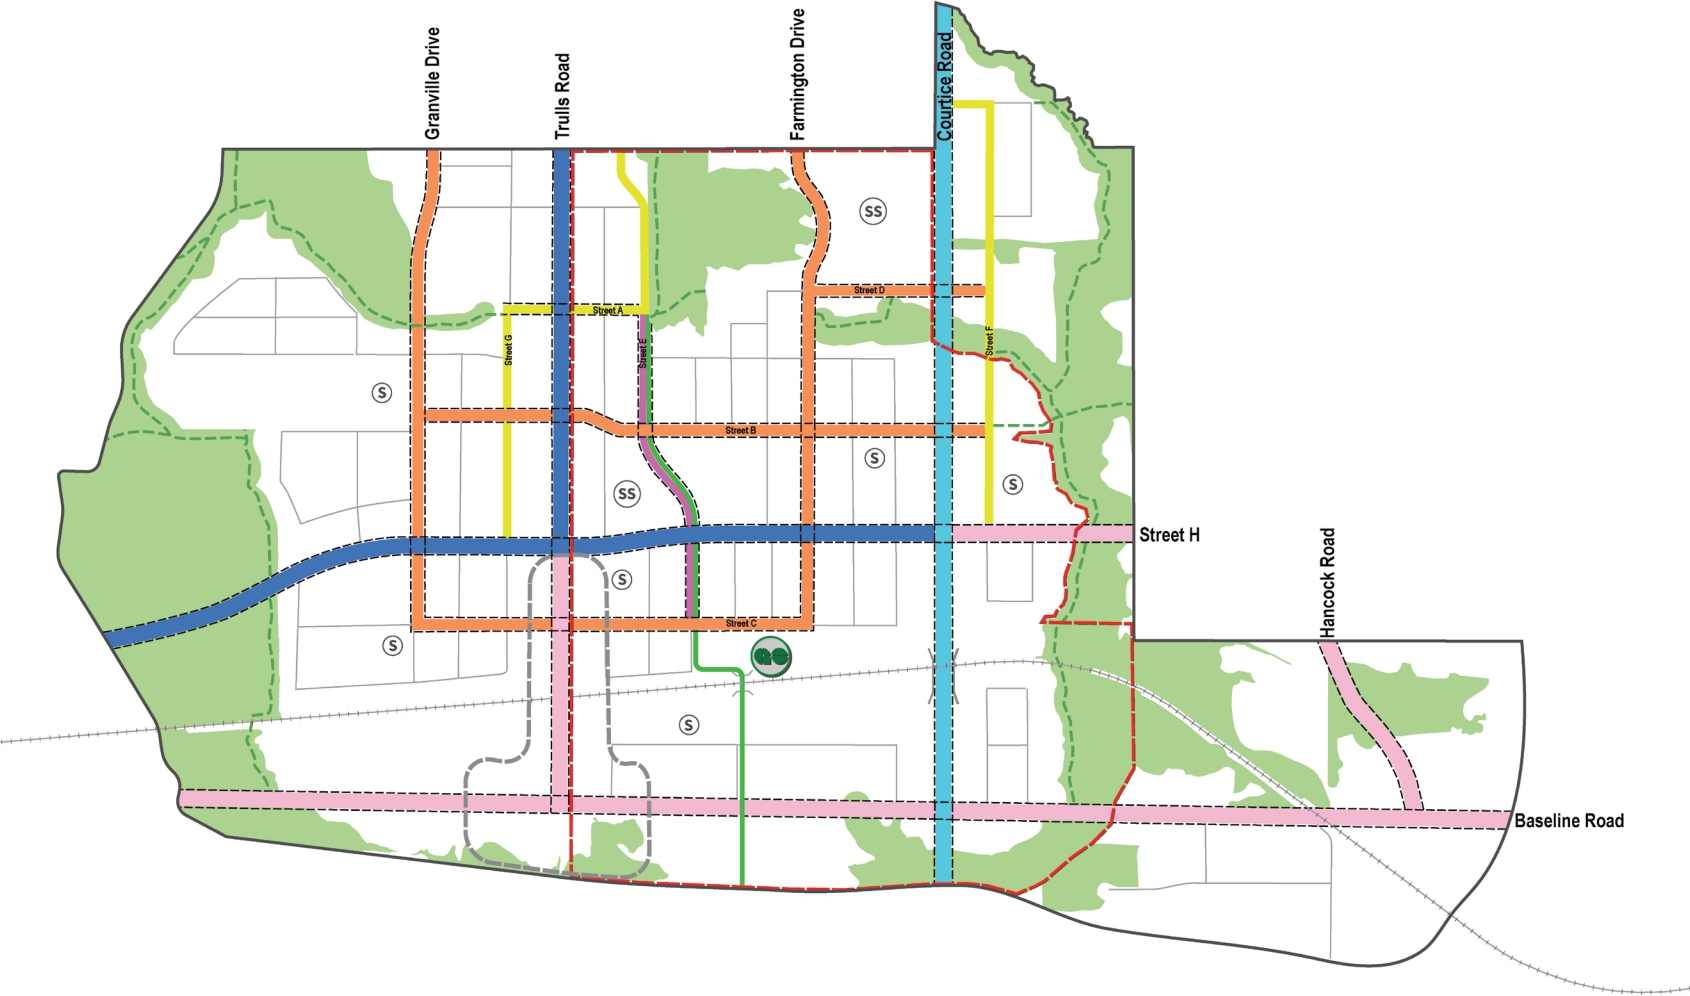 Granville Drive
Trulls Road
Farmington Drive
Courtice Road
SS
Street D
Street A
Street G
Street E
Street F
S
Street B
S
SS
S
Street H
Hancock Road
S
Street C
S
GO
S
Baseline Road